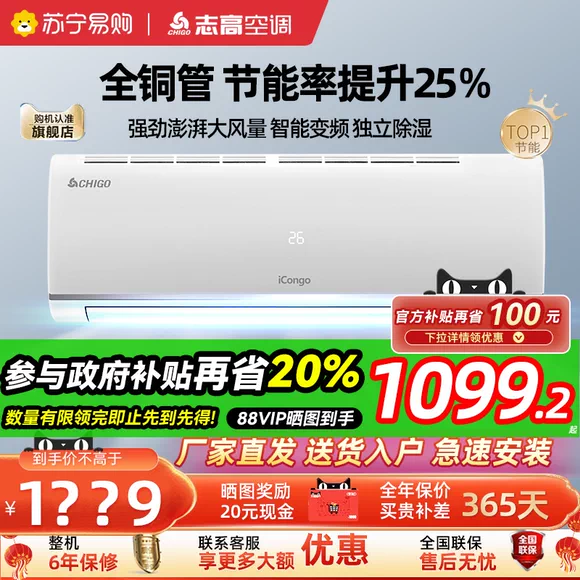 苏宁易购
CHIGO
志高空调
全铜管 节能率提升25%
购机认准
旗舰店
强劲澎湃大风量 智能变频 独立除湿
TOP1
节能
CHIGO
26
iCongo
官方补贴再省100元
下拉详情领优惠
参与政府补贴再省20%
1099.2
起
数量有限领完即止先到先得!
88VIP晒图到手
厂家直发 送货入户 急速安装
到手价不高于
¥1??9
晒图奖励
20元现金
全年保价
买贵补差
365天
整机
6年保修
联系客服
享更多大额
优惠
全国联保
售后无忧
全国
联保